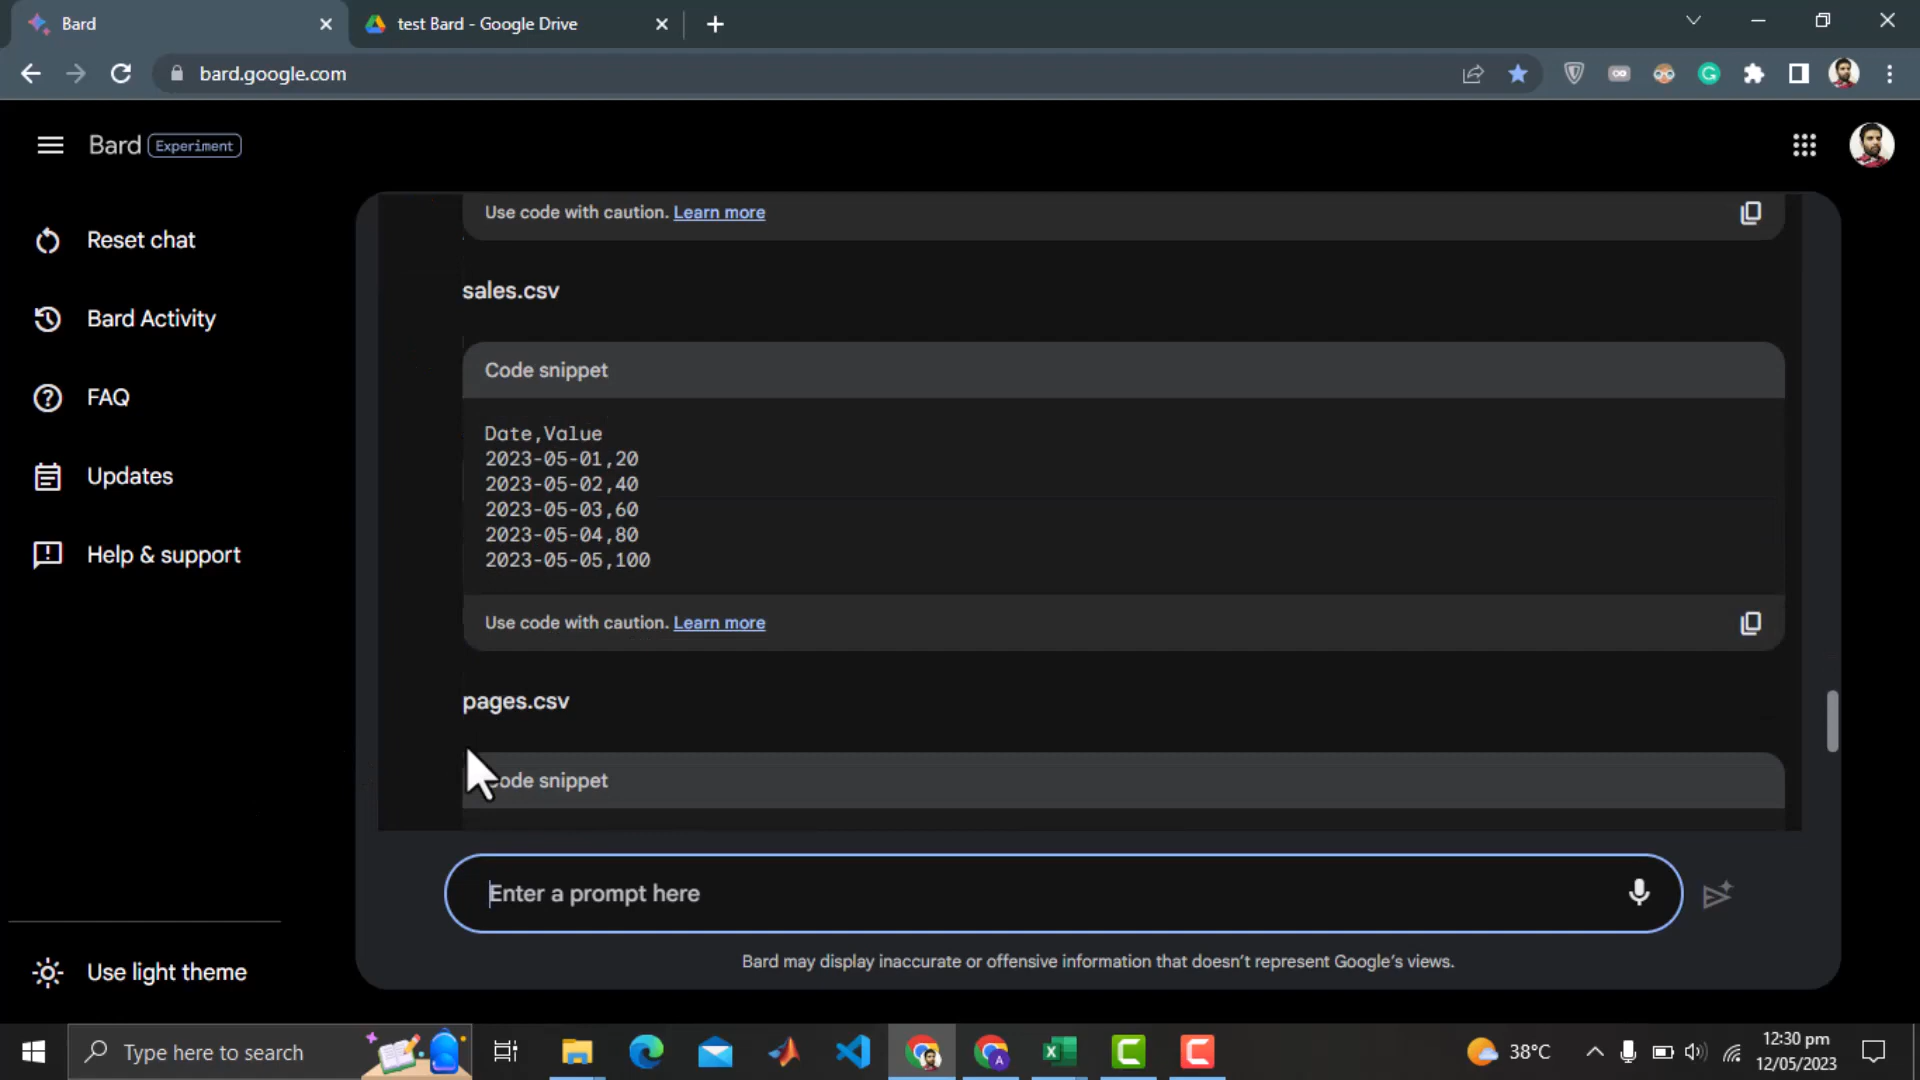 Bard
test Bard - Google Drive
bard.google.com
Bard Experiment
Reset chat
Bard Activity
FAQ
Updates
Help & support
Use light theme
Use code with caution. Learn more
sales.csv
Code snippet
Date,Value
2023-05-01,20
2023-05-02,40
2023-05-03,60
2023-05-04,80
2023-05-05,100
Use code with caution. Learn more
pages.csv
ode snippet
Enter a prompt here
Bard may display inaccurate or offensive information that doesn't represent Google's views.
Type here to search
38°C
12:30 pm
12/05/2023